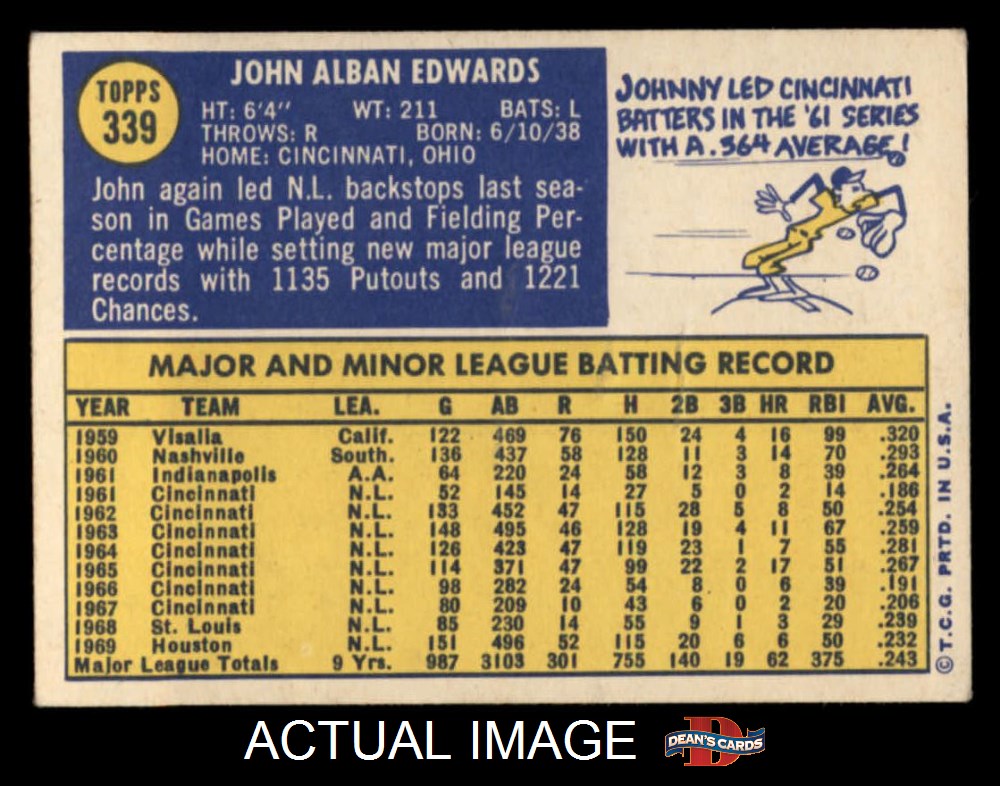 TOPPS
339
JOHN ALBAN EDWARDS
HT: 6'4" WT: 211 BATS: L
THROWS: R BORN: 6/10/38
HOME: CINCINNATI, OHIO
John again led N.L. backstops last sea-
son in Games Played and Fielding Per-
centage while setting new major league
records with 1135 Putouts and 1221
Chances.
JOHNNY LED CINCINNATI
BATTERS IN THE '61 SERIES
WITH A .364 AVERAGE!
MAJOR AND MINOR LEAGUE BATTING RECORD
YEAR TEAM LEA. G AB R H 2B 3B HR RBI AVG.
1959 Visalia Calif. 122 469 76 150 24 4 16 99 .320
1960 Nashville South. 136 437 58 128 11 3 14 70 .293
1961 Indianapolis A.A. 64 220 24 58 12 3 8 39 .264
1961 Cincinnati N.L. 52 145 14 27 5 0 2 14 .186
1962 Cincinnati N.L. 133 452 47 115 28 5 8 50 .254
1963 Cincinnati N.L. 148 495 46 128 19 4 11 67 .259
1964 Cincinnati N.L. 126 423 47 119 23 1 7 55 .281
1965 Cincinnati N.L. 114 371 47 99 22 2 17 51 .267
1966 Cincinnati N.L. 98 282 24 54 8 0 6 39 .191
1967 Cincinnati N.L. 80 209 10 43 6 0 2 20 .206
1968 St. Louis N.L. 85 230 14 55 9 1 3 29 .239
1969 Houston N.L. 151 496 52 115 20 6 6 50 .232
Major League Totals 9 Yrs. 987 3103 301 755 140 19 62 375 .243
© T.C.G. PRTD. IN U.S.A.
ACTUAL IMAGE
D
DEAN'S CARDS